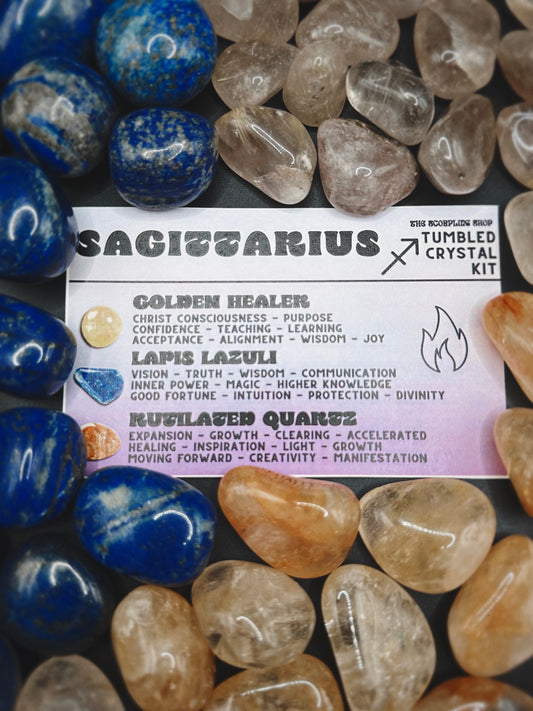 THE SCORPLING SHOP
SAGITTARIUS
TUMBLED
CRYSTAL
KIT
GOLDEN HEALER
CHRIST CONSCIOUSNESS - PURPOSE
CONFIDENCE - TEACHING - LEARNING
ACCEPTANCE - ALIGNMENT - WISDOM - JOY
LAPIS LAZULI
VISION - TRUTH - WISDOM - COMMUNICATION
INNER POWER - MAGIC - HIGHER KNOWLEDGE
GOOD FORTUNE - INTUITION - PROTECTION - DIVINITY
RUTILATED QUARTZ
EXPANSION - GROWTH - CLEARING - ACCELERATED
HEALING - INSPIRATION - LIGHT - GROWTH
MOVING FORWARD - CREATIVITY - MANIFESTATION